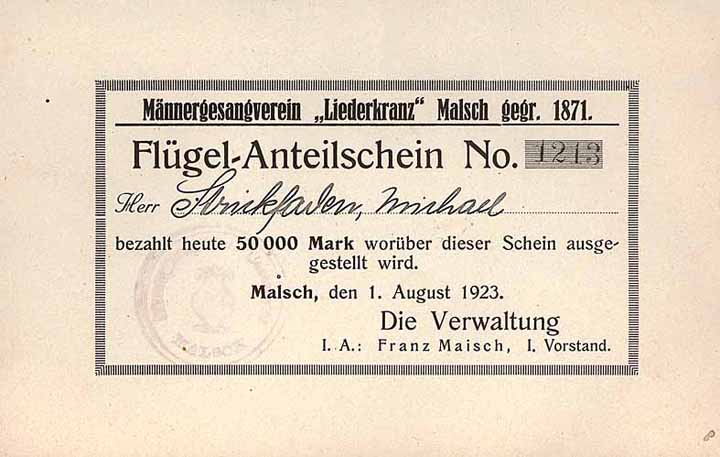 Männergesangverein „Liederkranz“ Malsch gegr. 1871.
Flügel-Anteilschein No. 1213
Herr Strickfaden, Michael
bezahlt heute 50 000 Mark worüber dieser Schein ausge-
gestellt wird.
Malsch, den 1. August 1923.
Die Verwaltung
I. A.: Franz Maisch, I. Vorstand.
MALSCH